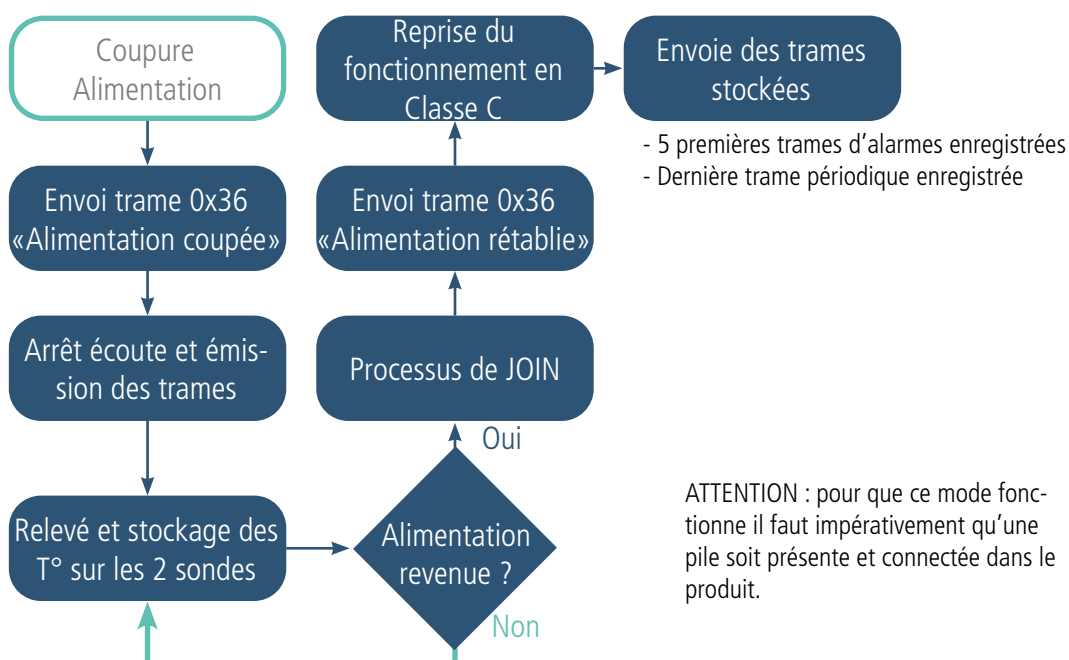 Coupure
Alimentation
Envoi trame 0x36
«Alimentation coupée»
Arrêt écoute et émis-
sion des trames
Relevé et stockage des
T° sur les 2 sondes
Alimentation
revenue ?
Non
Oui
Processus de JOIN
Envoi trame 0x36
«Alimentation rétablie»
Reprise du
fonctionnement en
Classe C
Envoie des trames
stockées
- 5 premières trames d'alarmes enregistrées
- Dernière trame périodique enregistrée
ATTENTION : pour que ce mode fonc-
tionne il faut impérativement qu'une
pile soit présente et connectée dans le
produit.